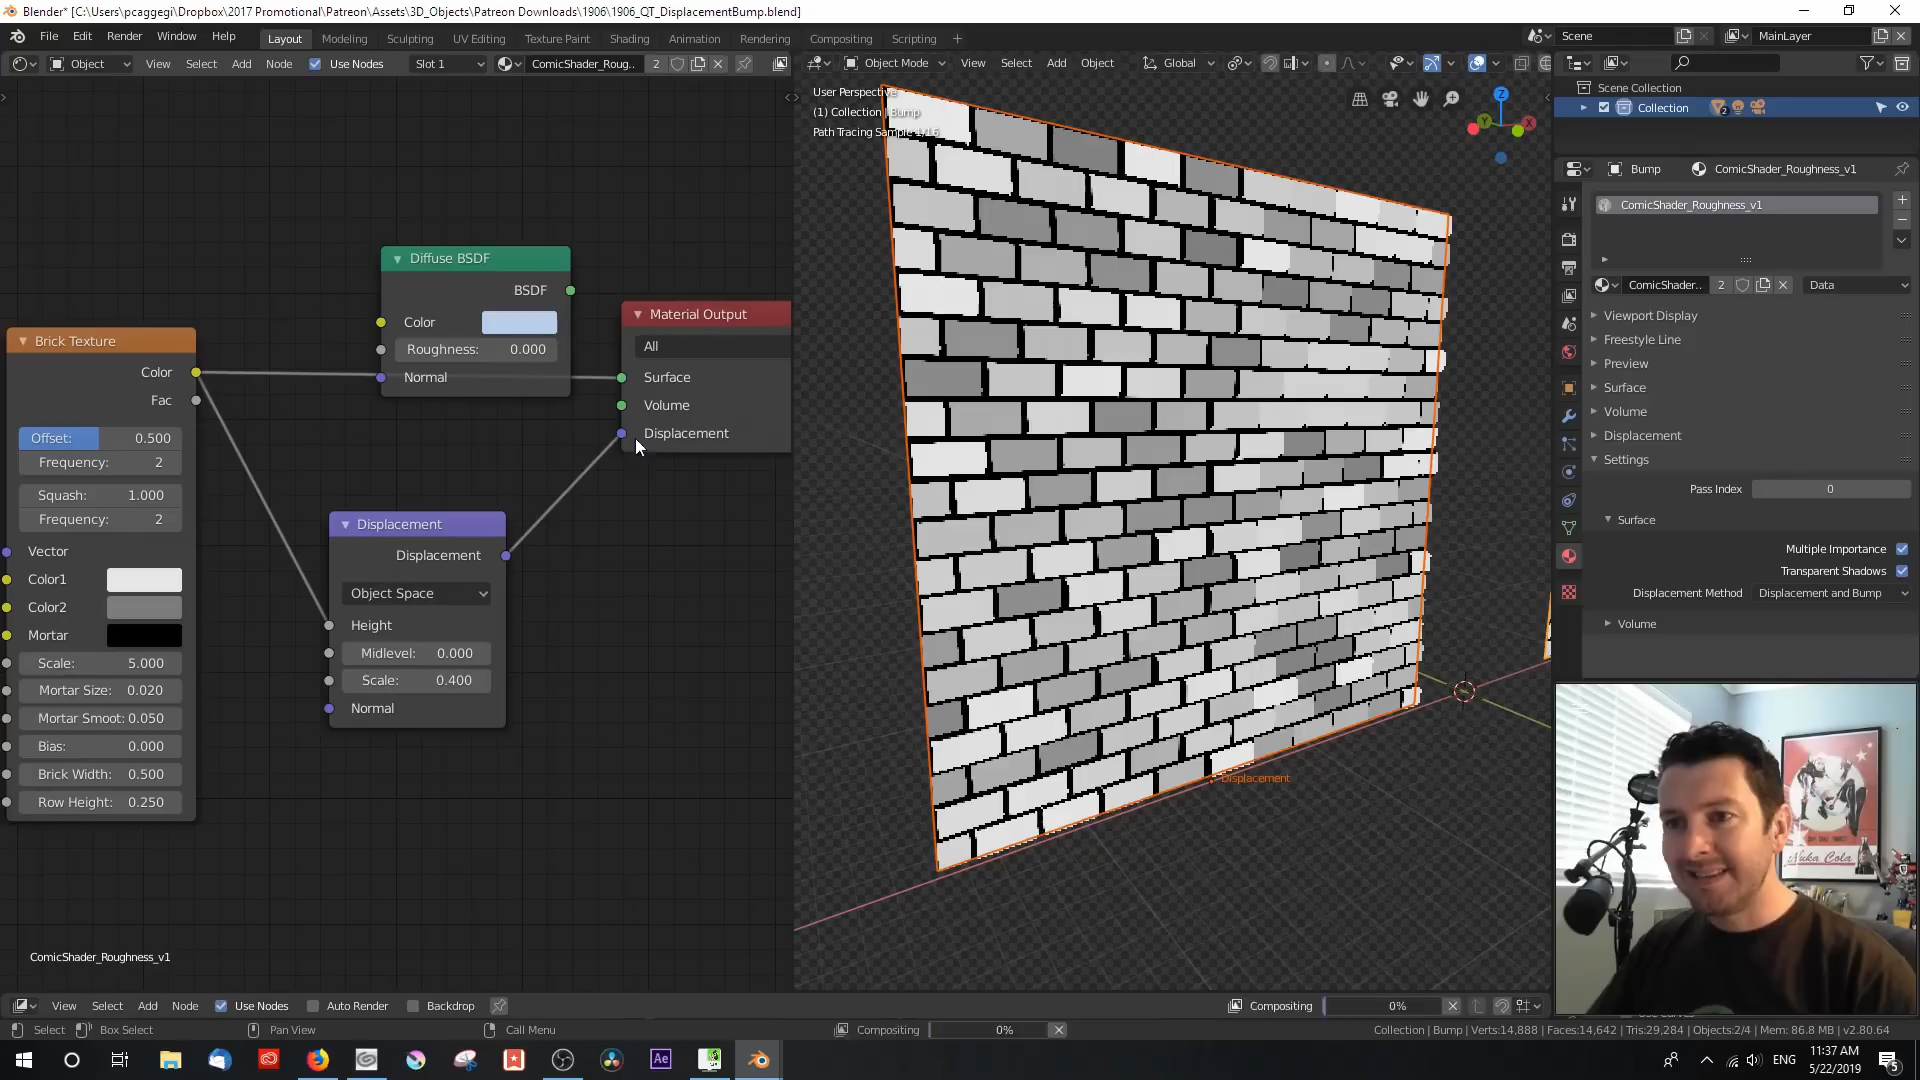 Blender* [C:\Users\pcaggegi\Dropbox\2017 Promotional\Patreon\Assets\3D_Objects\Patreon Downloads\1906\1906_QT_DisplacementBump.blend]
File Edit Render Window Help Layout Modeling Sculpting UV Editing Texture Paint Shading Animation Rendering Compositing Scripting + Scene MainLayer
Object View Select Add Node Use Nodes Slot 1 ComicShader_Roug.. 2
Object Mode View Select Add Object Global
User Perspective
(1) Collection | Bump
Path Tracing Sample 1/16
Z
Y
X
Diffuse BSDF
BSDF
Color
Roughness: 0.000
Normal
Material Output
All
Surface
Volume
Displacement
Brick Texture
Color
Fac
Offset: 0.500
Frequency: 2
Squash: 1.000
Frequency: 2
Vector
Color1
Color2
Mortar
Scale: 5.000
Mortar Size: 0.020
Mortar Smoot: 0.050
Bias: 0.000
Brick Width: 0.500
Row Height: 0.250
Displacement
Displacement
Object Space
Height
Midlevel: 0.000
Scale: 0.400
Normal
ComicShader_Roughness_v1
Displacement
Scene Collection
Collection
2
Bump ComicShader_Roughness_v1
ComicShader_Roughness_v1
ComicShader.. 2 Data
Viewport Display
Freestyle Line
Preview
Surface
Volume
Displacement
Settings
Pass Index 0
Surface
Multiple Importance
Transparent Shadows
Displacement Method Displacement and Bump
Volume
Nuka Cola
View Select Add Node Use Nodes Auto Render Backdrop
Compositing 0%
Select Box Select Pan View Call Menu
Compositing 0%
Collection | Bump | Verts:14,888 | Faces:14,642 | Tris:29,284 | Objects:2/4 | Mem: 86.8 MB | v2.80.64
Ae
ENG
11:37 AM
5/22/2019
5